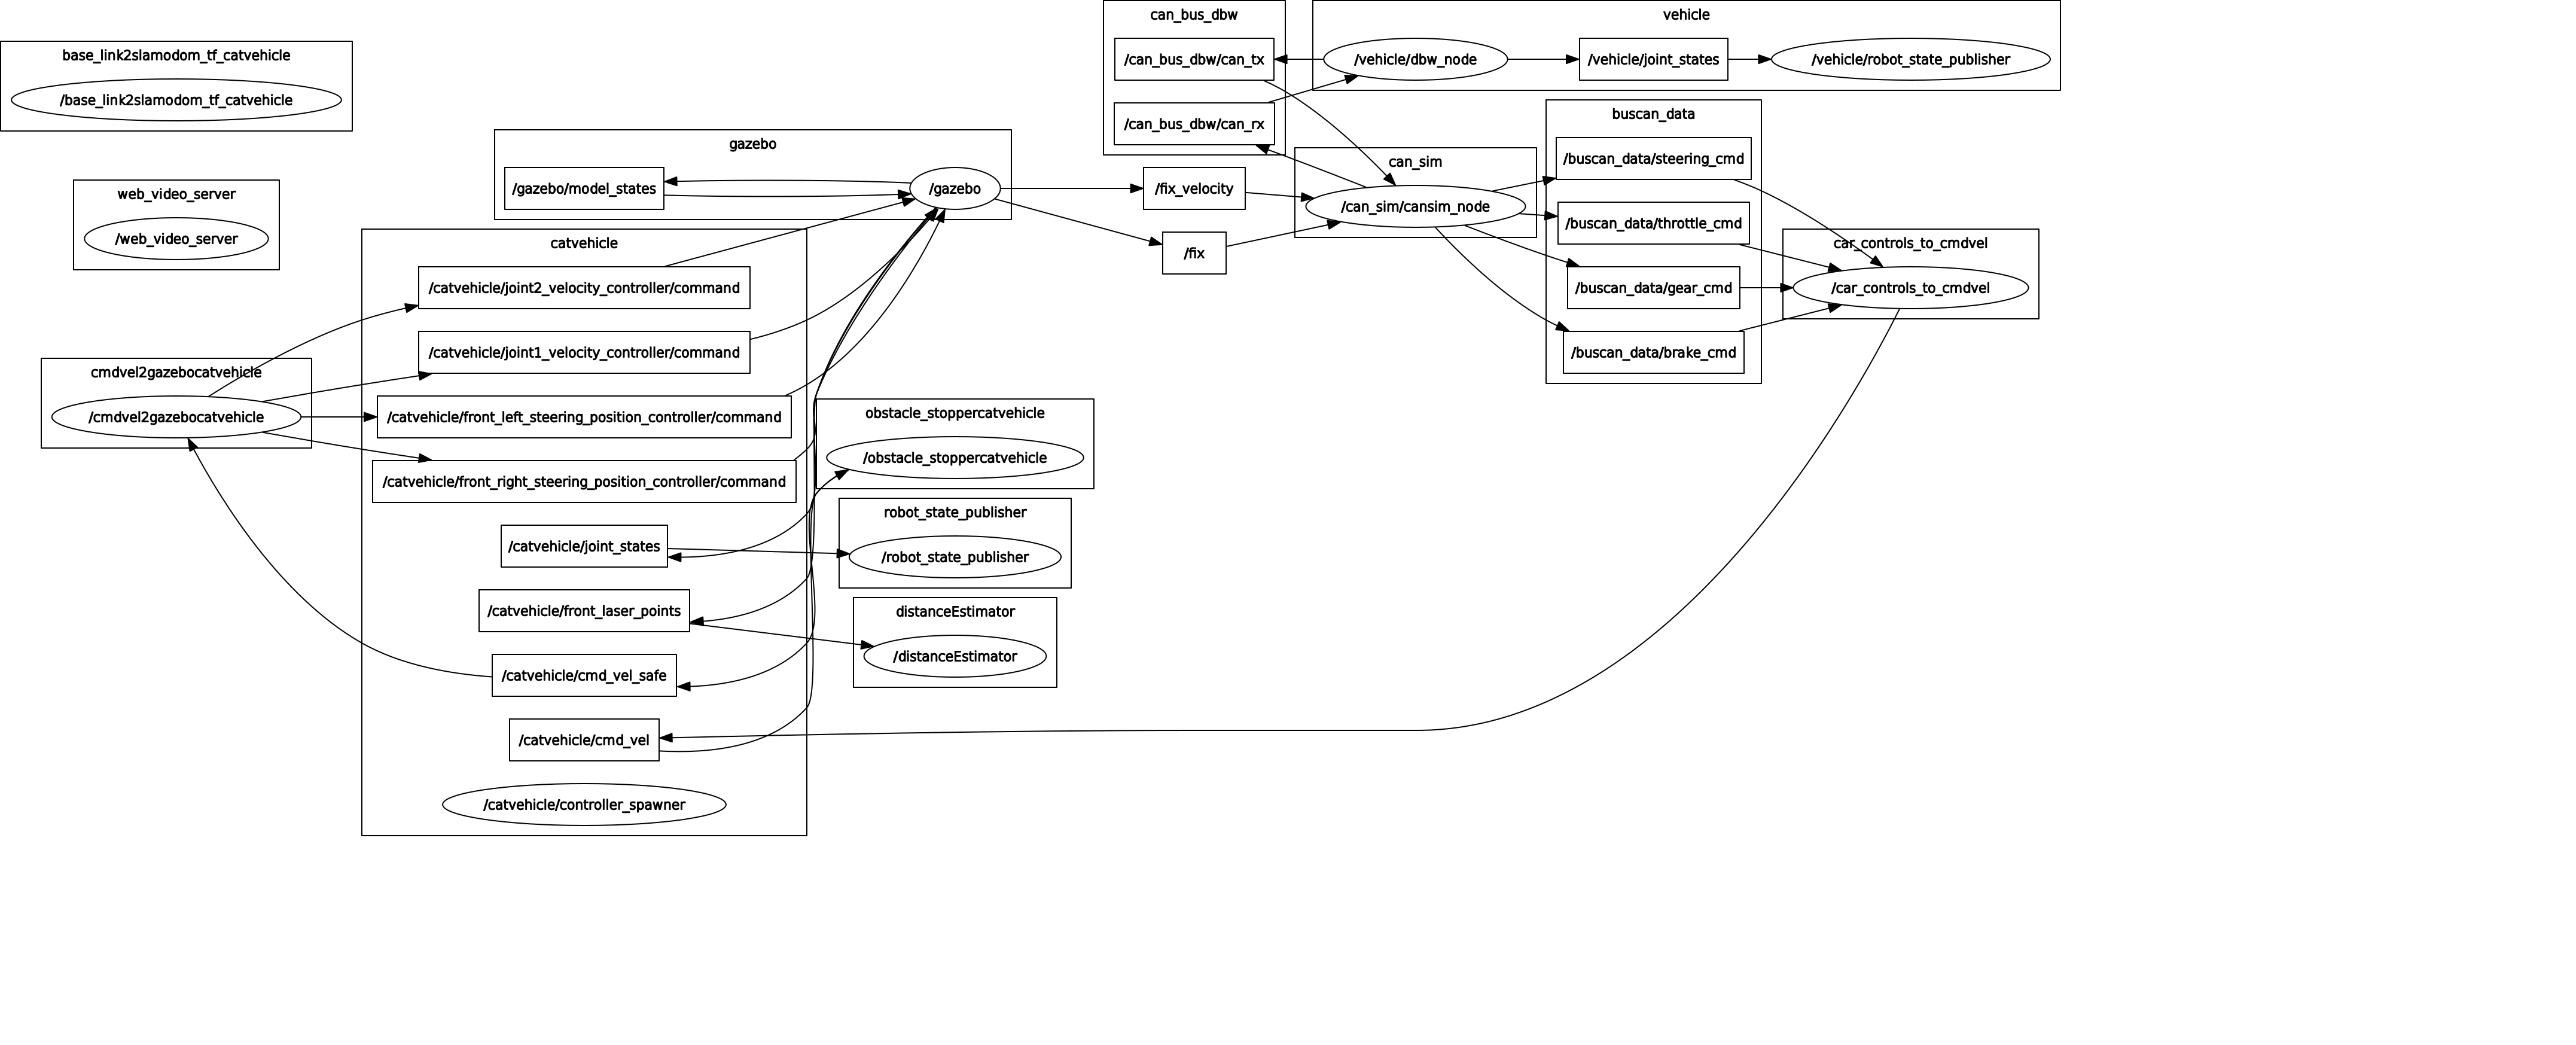 base_link2slamodom_tf_catvehicle
/base_link2slamodom_tf_catvehicle
web_video_server
/web_video_server
cmdvel2gazebocatvehicle
/cmdvel2gazebocatvehicle
gazebo
/gazebo/model_states
/gazebo
catvehicle
/catvehicle/joint2_velocity_controller/command
/catvehicle/joint1_velocity_controller/command
/catvehicle/front_left_steering_position_controller/command
/catvehicle/front_right_steering_position_controller/command
/catvehicle/joint_states
/catvehicle/front_laser_points
/catvehicle/cmd_vel_safe
/catvehicle/cmd_vel
/catvehicle/controller_spawner
obstacle_stoppercatvehicle
/obstacle_stoppercatvehicle
robot_state_publisher
/robot_state_publisher
distanceEstimator
/distanceEstimator
can_bus_dbw
/can_bus_dbw/can_tx
/can_bus_dbw/can_rx
/fix_velocity
/fix
vehicle
/vehicle/dbw_node
/vehicle/joint_states
/vehicle/robot_state_publisher
can_sim
/can_sim/cansim_node
buscan_data
/buscan_data/steering_cmd
/buscan_data/throttle_cmd
/buscan_data/gear_cmd
/buscan_data/brake_cmd
car_controls_to_cmdvel
/car_controls_to_cmdvel